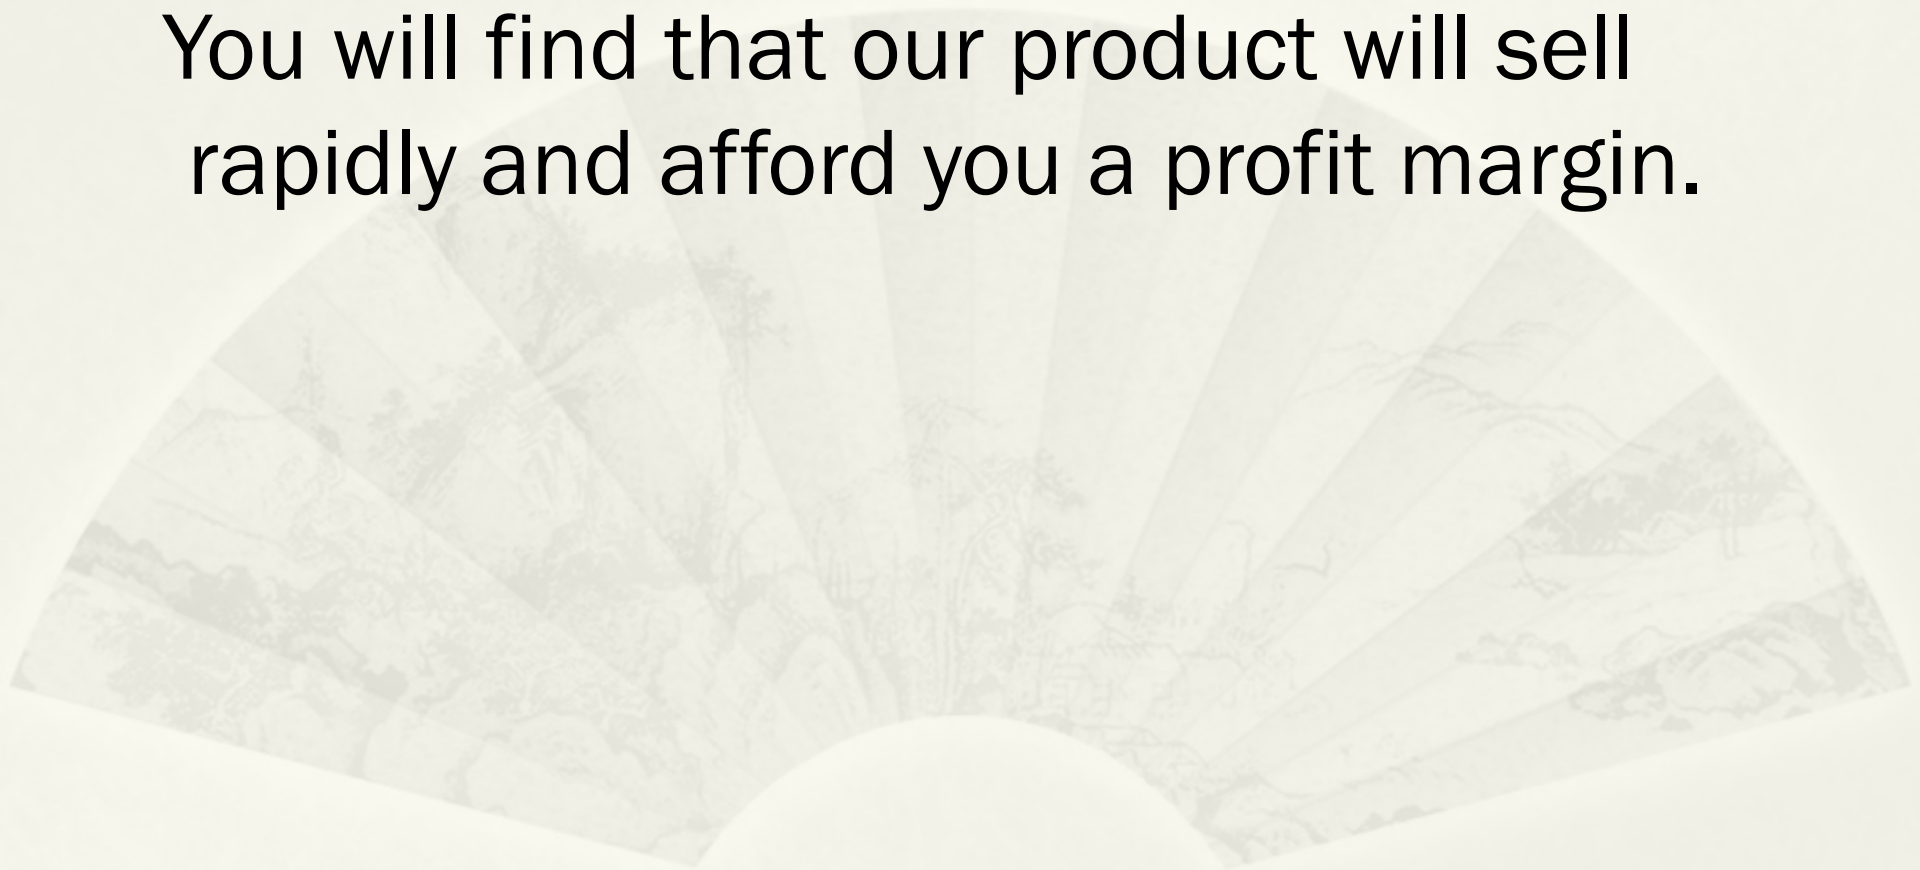 You will find that our product will sell
rapidly and afford you a profit margin.